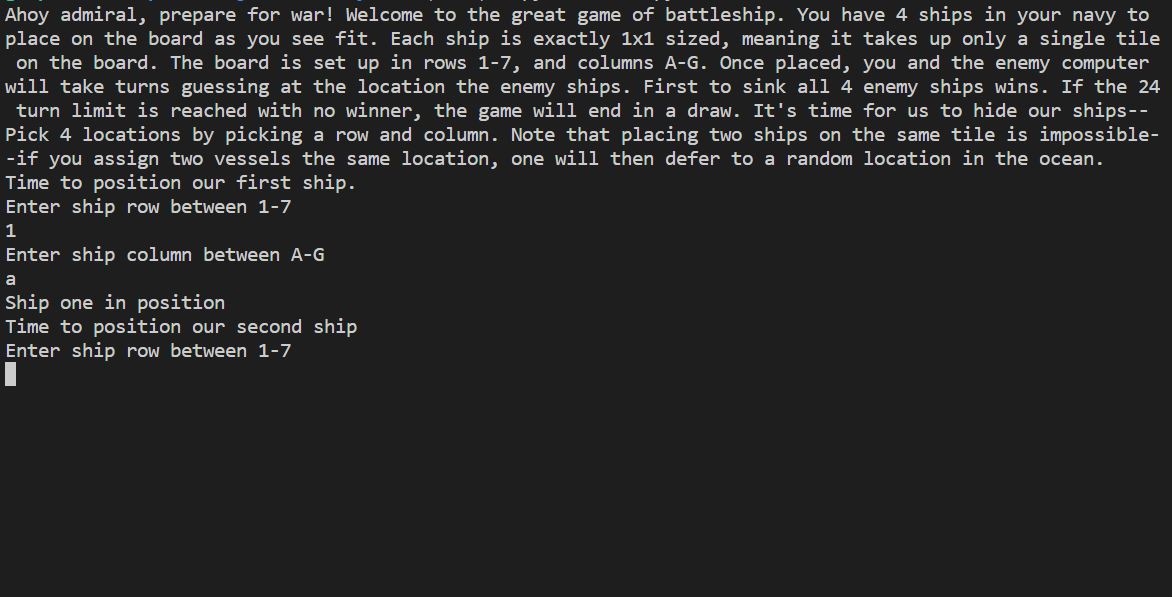 Ahoy admiral, prepare for war! Welcome to the great game of battleship. You have 4 ships in your navy to
place on the board as you see fit. Each ship is exactly 1x1 sized, meaning it takes up only a single tile
 on the board. The board is set up in rows 1-7, and columns A-G. Once placed, you and the enemy computer
will take turns guessing at the location the enemy ships. First to sink all 4 enemy ships wins. If the 24
 turn limit is reached with no winner, the game will end in a draw. It's time for us to hide our ships--
Pick 4 locations by picking a row and column. Note that placing two ships on the same tile is impossible-
-if you assign two vessels the same location, one will then defer to a random location in the ocean.
Time to position our first ship.
Enter ship row between 1-7
1
Enter ship column between A-G
a
Ship one in position
Time to position our second ship
Enter ship row between 1-7